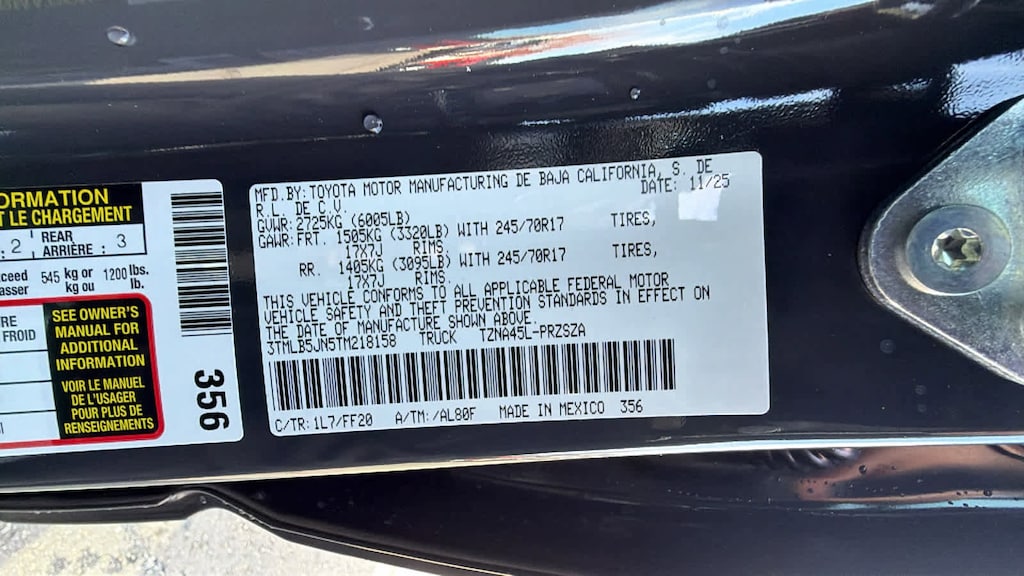 ORMATION
T LE CHARGEMENT
2 | REAR ARRIÈRE : 3
xceed 545 kg or 1200 lbs.
asser kg ou lb.
RE
FROID
SEE OWNER'S
MANUAL FOR
ADDITIONAL
INFORMATION
VOIR LE MANUEL
DE L'USAGER
POUR PLUS DE
RENSEIGNEMENTS
356
MFD.BY:TOYOTA MOTOR MANUFACTURING DE BAJA CALIFORNIA, S. DE
R.L. DE C.V. DATE: 11/25
GVWR: 2725KG (6005LB)
GAWR:FRT. 1505KG (3320LB) WITH 245/70R17 TIRES,
17X7J RIMS
RR. 1405KG (3095LB) WITH 245/70R17 TIRES,
17X7J RIMS
THIS VEHICLE CONFORMS TO ALL APPLICABLE FEDERAL MOTOR
VEHICLE SAFETY AND THEFT PREVENTION STANDARDS IN EFFECT ON
THE DATE OF MANUFACTURE SHOWN ABOVE.
3TMLB5JN5TM218158 TRUCK TZNA45L-PRZSZA
C/TR: 1L7/FF20 A/TM: /AL80F MADE IN MEXICO 356